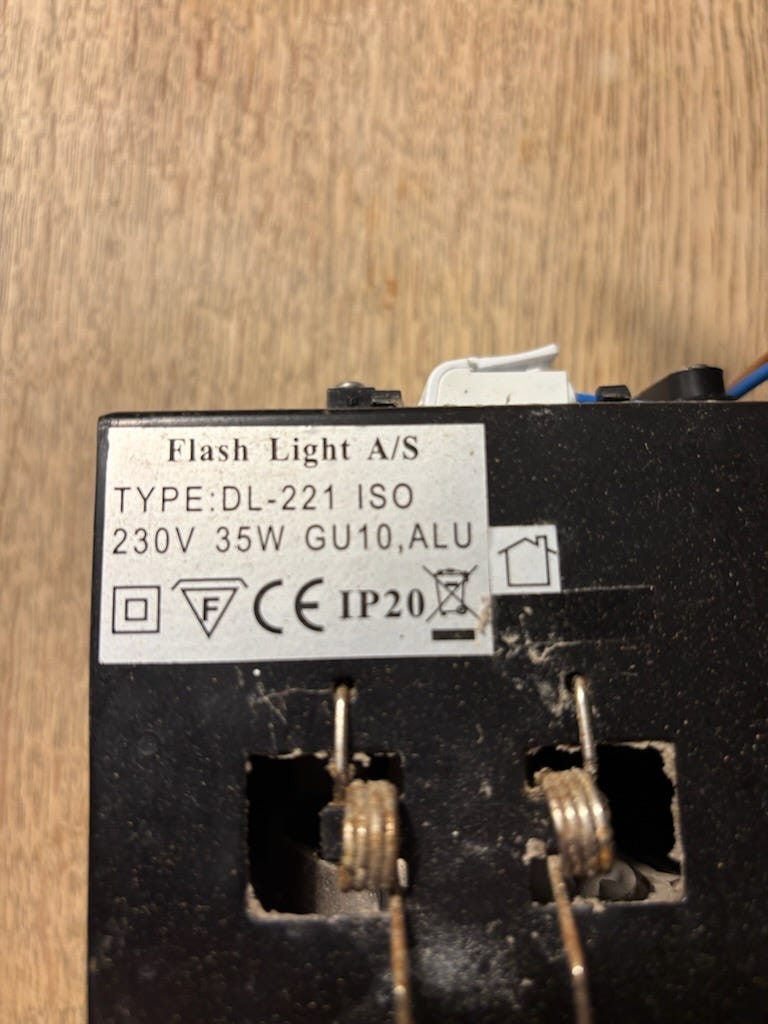 Flash Light A/S
TYPE:DL-221 ISO
230V 35W GU10,ALU
F CE IP20